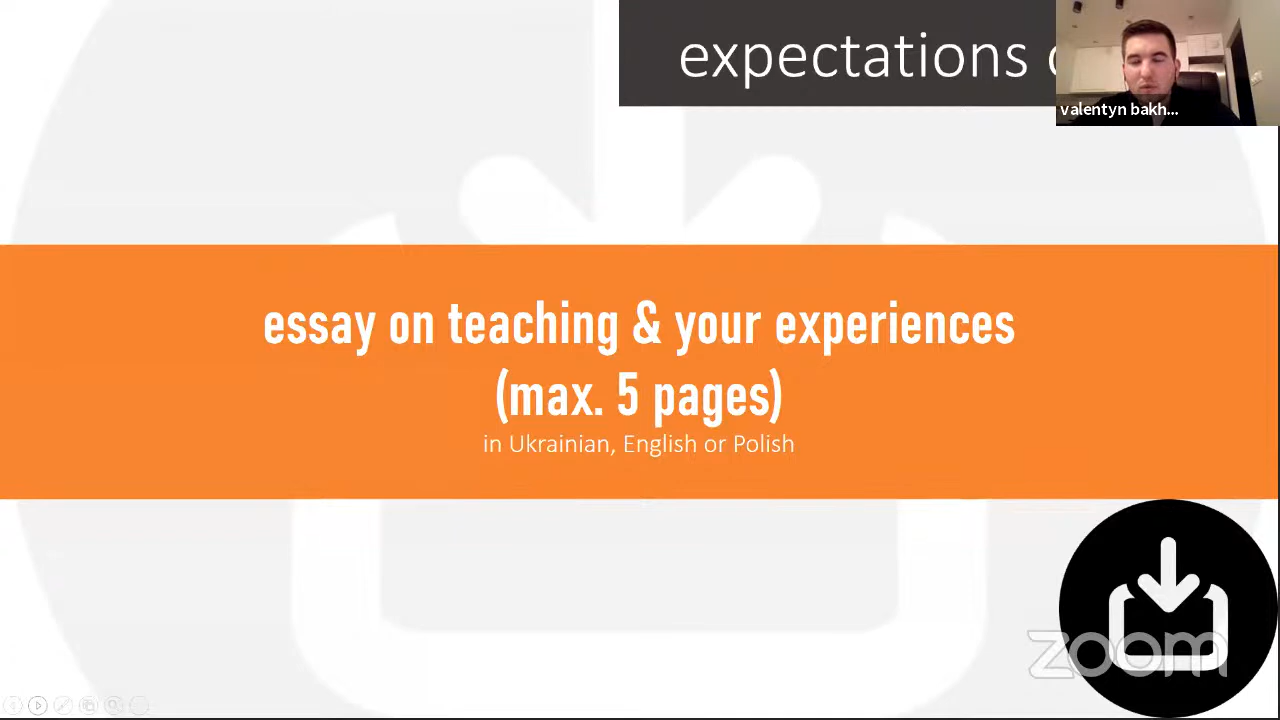 expectations
valentyn bakh...
essay on teaching & your experiences
(max. 5 pages)
in Ukrainian, English or Polish
zoom